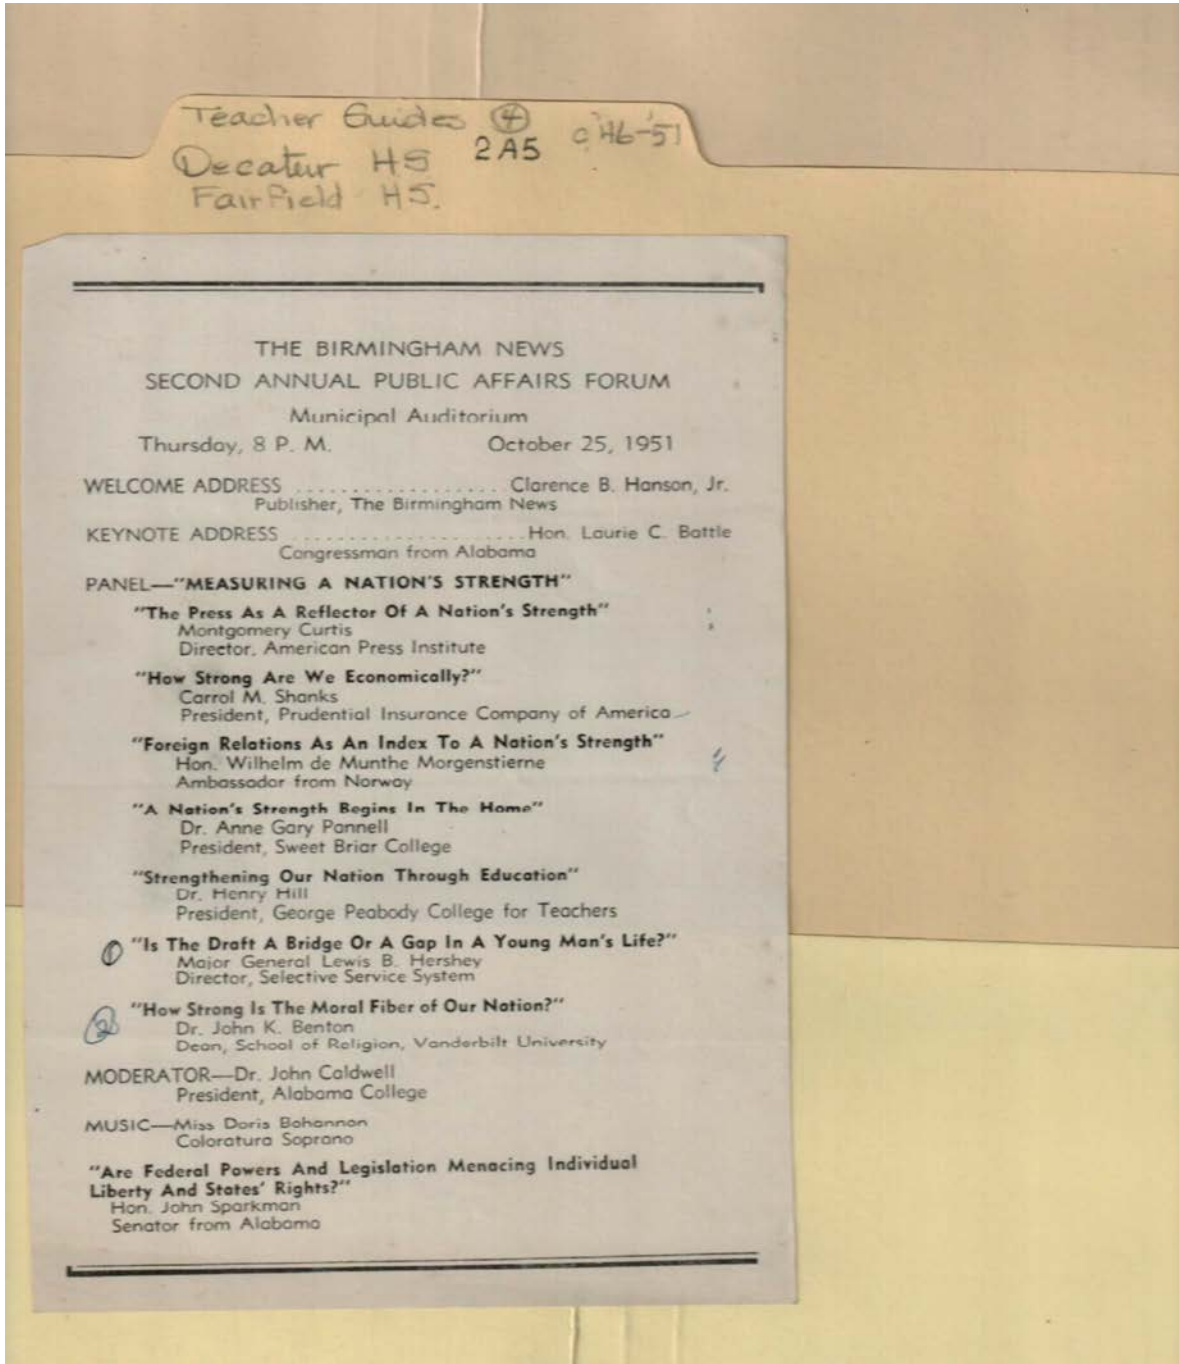 Teacher Guides ④ c '46-'51
Decatur HS 2A5
Fairfield HS.
THE BIRMINGHAM NEWS
SECOND ANNUAL PUBLIC AFFAIRS FORUM
Municipal Auditorium
Thursday, 8 P. M. October 25, 1951
WELCOME ADDRESS .................. Clarence B. Hanson, Jr.
Publisher, The Birmingham News
KEYNOTE ADDRESS ..................... Hon. Laurie C. Battle
Congressman from Alabama
PANEL—"MEASURING A NATION'S STRENGTH"
"The Press As A Reflector Of A Nation's Strength"
Montgomery Curtis
Director, American Press Institute
"How Strong Are We Economically?"
Carrol M. Shanks
President, Prudential Insurance Company of America
"Foreign Relations As An Index To A Nation's Strength"
Hon. Wilhelm de Munthe Morgenstierne
Ambassador from Norway
"A Nation's Strength Begins In The Home"
Dr. Anne Gary Pannell
President, Sweet Briar College
"Strengthening Our Nation Through Education"
Dr. Henry Hill
President, George Peabody College for Teachers
① "Is The Draft A Bridge Or A Gap In A Young Man's Life?"
Major General Lewis B. Hershey
Director, Selective Service System
② "How Strong Is The Moral Fiber of Our Nation?"
Dr. John K. Benton
Dean, School of Religion, Vanderbilt University
MODERATOR—Dr. John Caldwell
President, Alabama College
MUSIC—Miss Doris Bohannon
Coloratura Soprano
"Are Federal Powers And Legislation Menacing Individual
Liberty And States' Rights?"
Hon. John Sparkman
Senator from Alabama